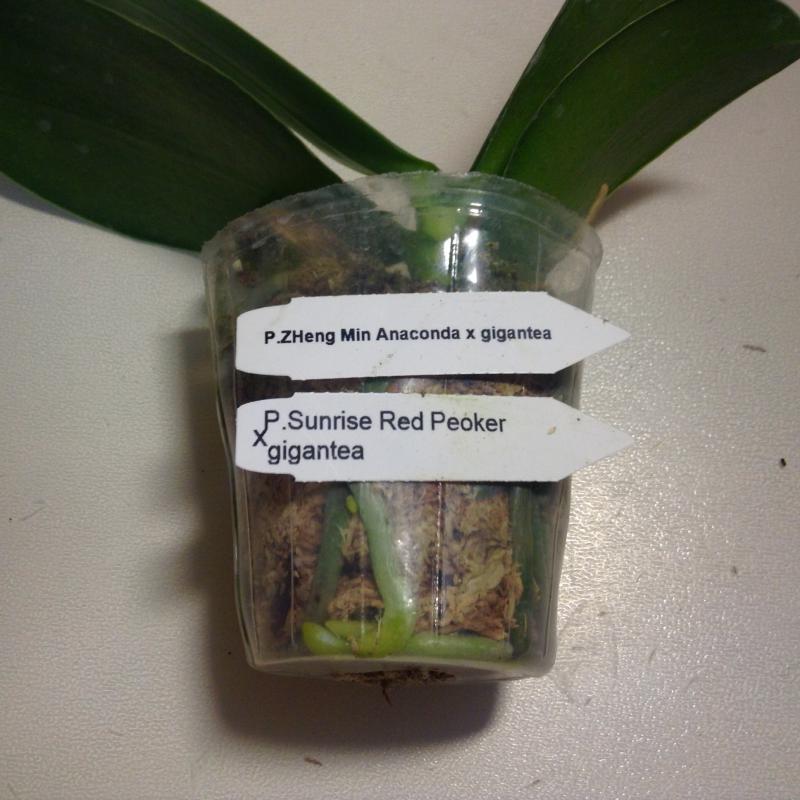 P.ZHeng Min Anaconda x gigantea
P.Sunrise Red Peoker
x gigantea